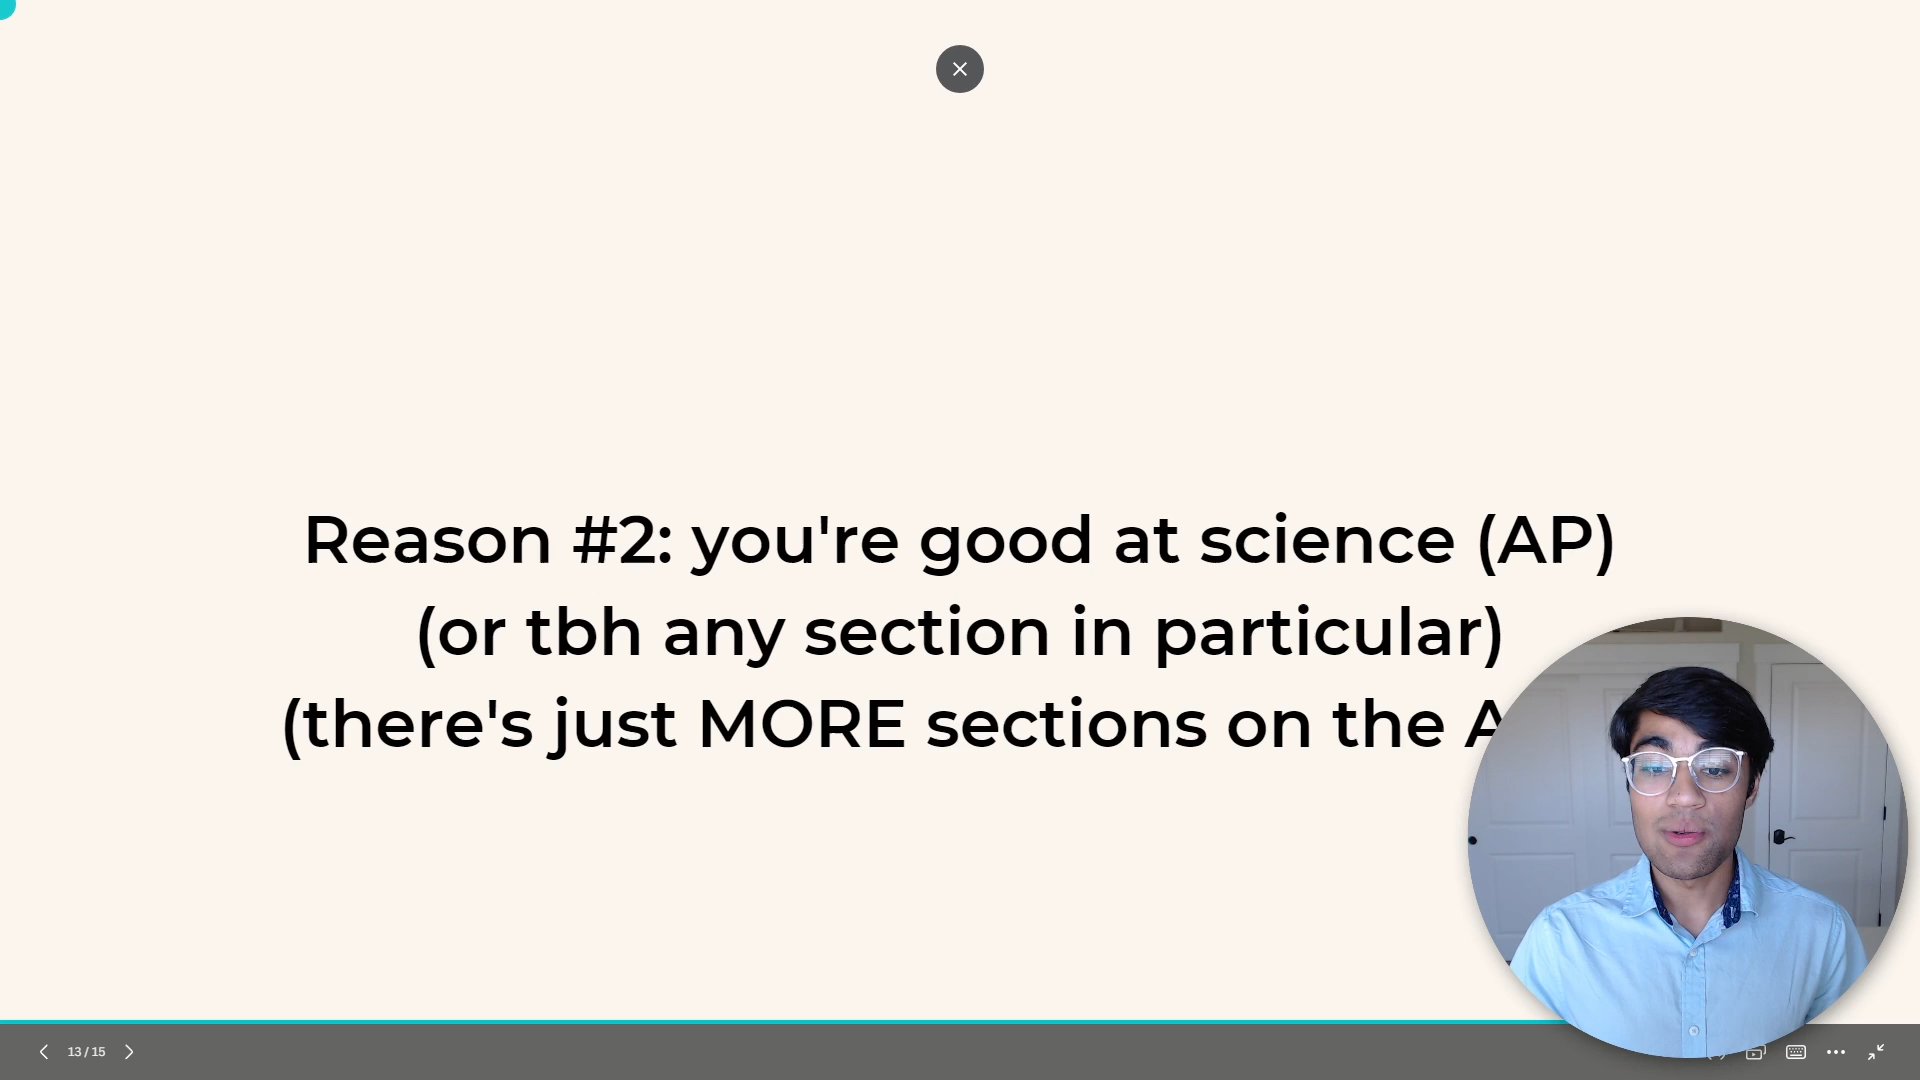 Reason #2: you're good at science (AP)
(or tbh any section in particular)
(there's just MORE sections on the
13 / 15